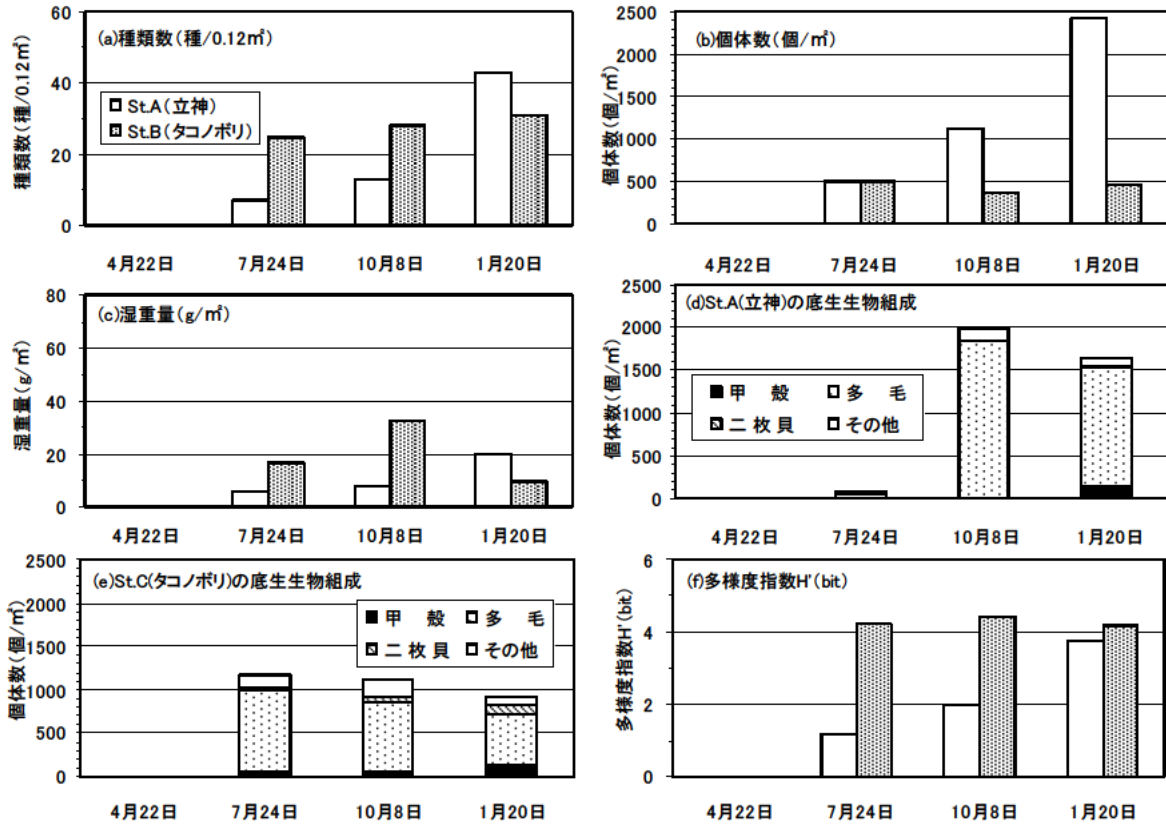 (a)種類数(種/0.12㎡)
種類数(種/0.12㎡)
60
40
20
0
□ St.A(立神)
St.B(タコノボリ)
4月22日 7月24日 10月8日 1月20日
(b)個体数(個/㎡)
個体数(個/㎡)
2500
2000
1500
1000
500
0
4月22日 7月24日 10月8日 1月20日
(c)湿重量(g/㎡)
湿重量(g/㎡)
80
60
40
20
0
4月22日 7月24日 10月8日 1月20日
(d)St.A(立神)の底生生物組成
個体数(個/㎡)
2500
2000
1500
1000
500
0
甲 殻 多 毛
二枚貝 その他
4月22日 7月24日 10月8日 1月20日
(e)St.C(タコノボリ)の底生生物組成
個体数(個/㎡)
2500
2000
1500
1000
500
0
甲 殻 多 毛
二枚貝 その他
4月22日 7月24日 10月8日 1月20日
(f)多様度指数H'(bit)
多様度指数H'(bit)
6
4
2
0
4月22日 7月24日 10月8日 1月20日